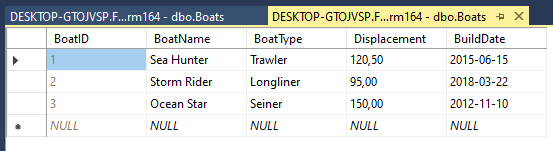 DESKTOP-GTOJVSP.F...rm164 - dbo.Boats DESKTOP-GTOJVSP.F...rm164 - dbo.Boats
BoatID BoatName BoatType Displacement BuildDate
1 Sea Hunter Trawler 120,50 2015-06-15
2 Storm Rider Longliner 95,00 2018-03-22
3 Ocean Star Seiner 150,00 2012-11-10
NULL NULL NULL NULL NULL